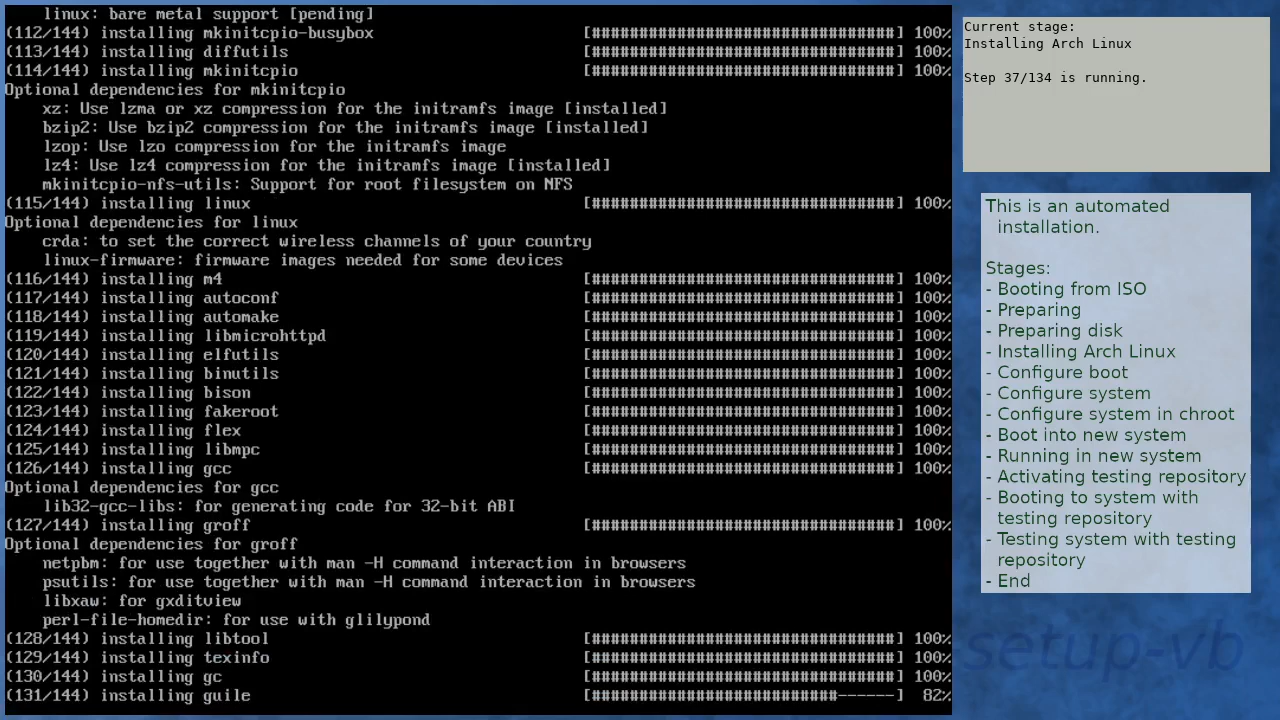 linux: bare metal support [pending]
(112/144) installing mkinitcpio-busybox [################################] 100%
(113/144) installing diffutils [################################] 100%
(114/144) installing mkinitcpio [################################] 100%
Optional dependencies for mkinitcpio
xz: Use lzma or xz compression for the initramfs image [installed]
bzip2: Use bzip2 compression for the initramfs image [installed]
lzop: Use lzo compression for the initramfs image
lz4: Use lz4 compression for the initramfs image [installed]
mkinitcpio-nfs-utils: Support for root filesystem on NFS
(115/144) installing linux [################################] 100%
Optional dependencies for linux
crda: to set the correct wireless channels of your country
linux-firmware: firmware images needed for some devices
(116/144) installing m4 [################################] 100%
(117/144) installing autoconf [################################] 100%
(118/144) installing automake [################################] 100%
(119/144) installing libmicrohttpd [################################] 100%
(120/144) installing elfutils [################################] 100%
(121/144) installing binutils [################################] 100%
(122/144) installing bison [################################] 100%
(123/144) installing fakeroot [################################] 100%
(124/144) installing flex [################################] 100%
(125/144) installing libmpc [################################] 100%
(126/144) installing gcc [################################] 100%
Optional dependencies for gcc
lib32-gcc-libs: for generating code for 32-bit ABI
(127/144) installing groff [################################] 100%
Optional dependencies for groff
netpbm: for use together with man -H command interaction in browsers
psutils: for use together with man -H command interaction in browsers
libxaw: for gxditview
perl-file-homedir: for use with glilypond
(128/144) installing libtool [################################] 100%
(129/144) installing texinfo [################################] 100%
(130/144) installing gc [################################] 100%
(131/144) installing guile [##########################------] 82%
Current stage:
Installing Arch Linux
Step 37/134 is running.
This is an automated
installation.
Stages:
- Booting from ISO
- Preparing
- Preparing disk
- Installing Arch Linux
- Configure boot
- Configure system
- Configure system in chroot
- Boot into new system
- Running in new system
- Activating testing repository
- Booting to system with
testing repository
- Testing system with testing
repository
- End
setup-vb